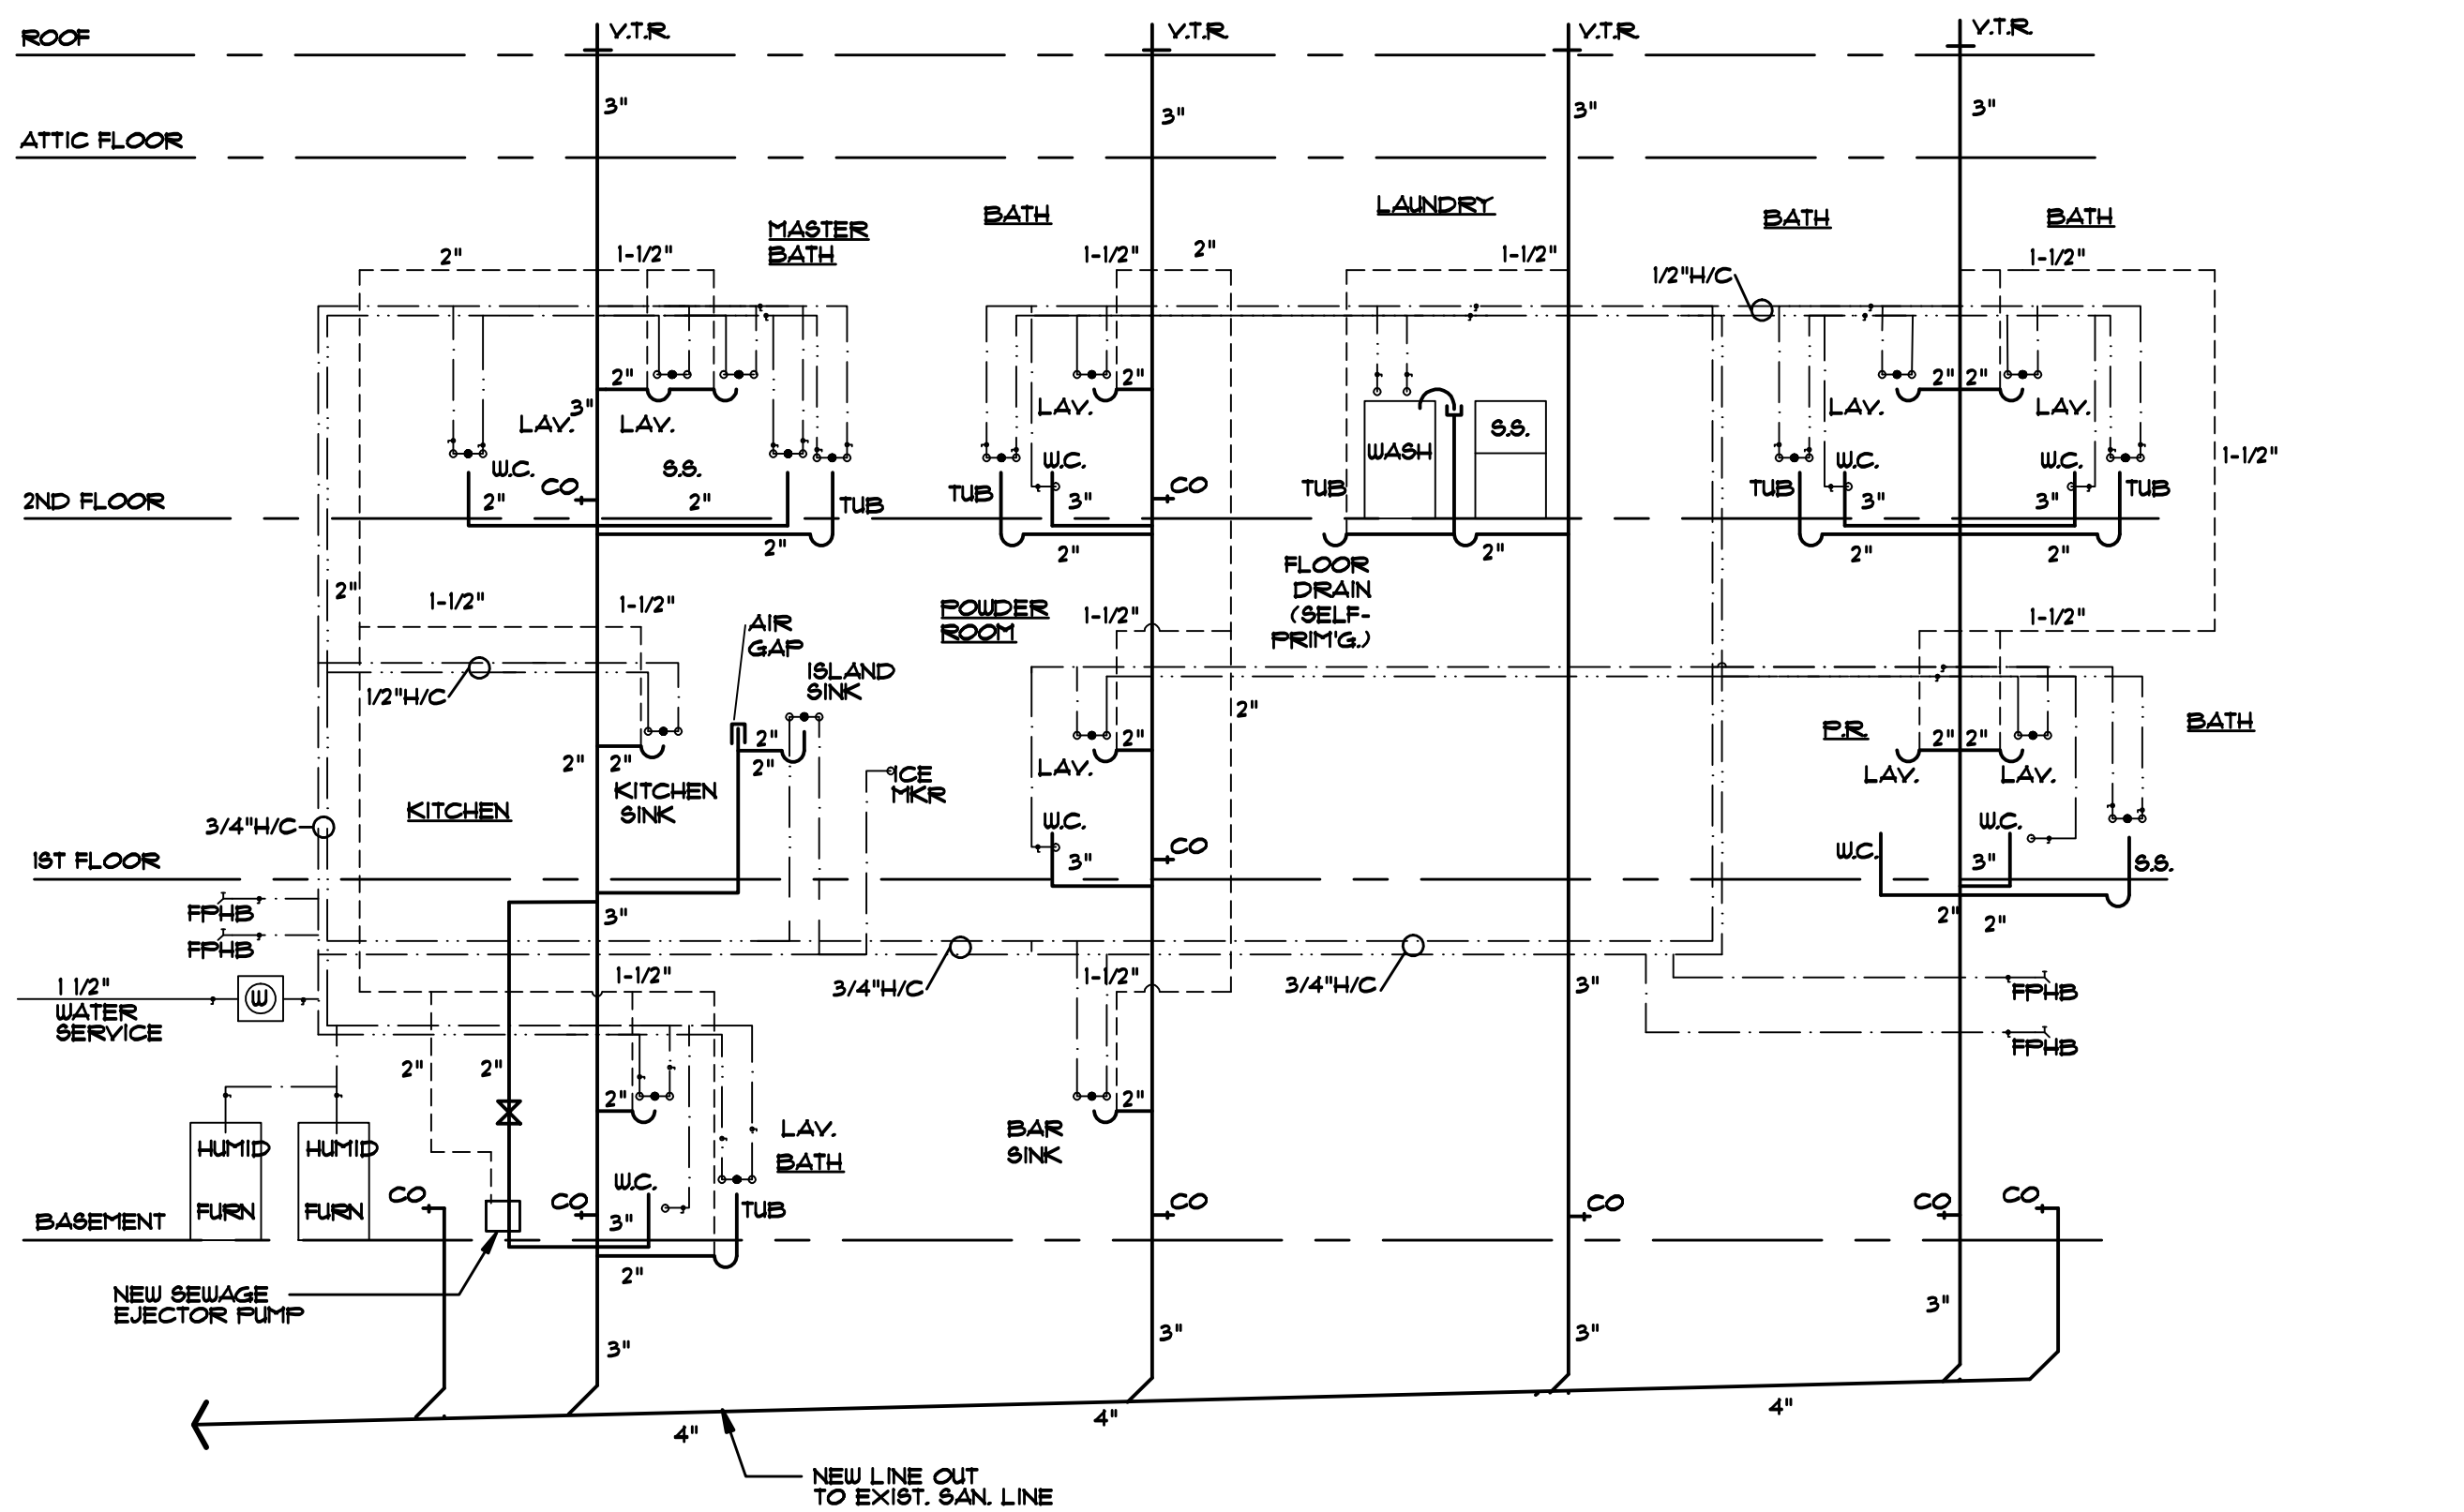 ROOF
V.T.R.
V.T.R.
V.T.R.
V.T.R.
3"
3"
3"
3"
ATTIC FLOOR
MASTER
BATH
BATH
LAUNDRY
BATH
BATH
2"
1-1/2"
1-1/2"
2"
1-1/2"
1/2"H/C
1-1/2"
2"
3"
LAV.
LAV.
2"
LAV.
WASH
S.S.
2"
2"
LAV.
LAV.
1-1/2"
W.C.
S.S.
W.C.
W.C.
W.C.
2"
CO
2"
TUB
TUB
3"
CO
TUB
TUB
3"
3"
TUB
2ND FLOOR
2"
2"
2"
2"
2"
FLOOR
DRAIN
(SELF-
PRIM'G.)
2"
1-1/2"
1-1/2"
AIR
GAP
POWDER
ROOM
1-1/2"
1-1/2"
ISLAND
SINK
1/2"H/C
2"
2"
2"
2"
2"
KITCHEN
SINK
ICE
MKR
2"
LAV.
2"
P.R.
2"
2"
LAV.
LAV.
BATH
KITCHEN
3/4"H/C
W.C.
3"
CO
W.C.
W.C.
3"
S.S.
1ST FLOOR
FPHB
FPHB
3"
2"
2"
1 1/2"
WATER
SERVICE
W
1-1/2"
3/4"H/C
1-1/2"
3/4"H/C
3"
FPHB
FPHB
2"
2"
2"
2"
LAV.
BATH
BAR
SINK
HUMID
HUMID
FURN
FURN
CO
CO
W.C.
3"
TUB
CO
CO
CO
CO
BASEMENT
2"
NEW SEWAGE
EJECTOR PUMP
3"
3"
3"
3"
4"
4"
4"
NEW LINE OUT
TO EXIST. SAN. LINE